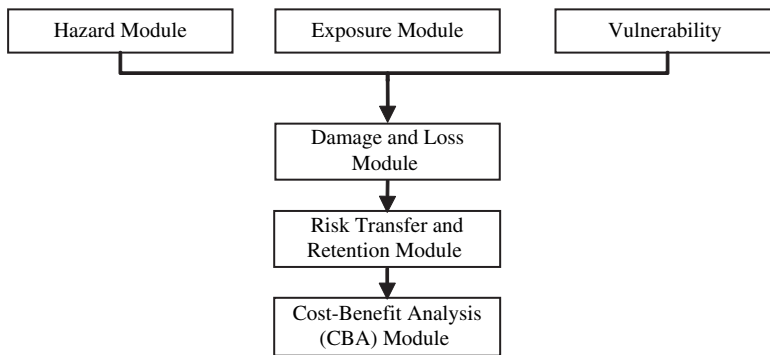 Hazard Module
Exposure Module
Vulnerability
Damage and Loss
Module
Risk Transfer and
Retention Module
Cost-Benefit Analysis
(CBA) Module